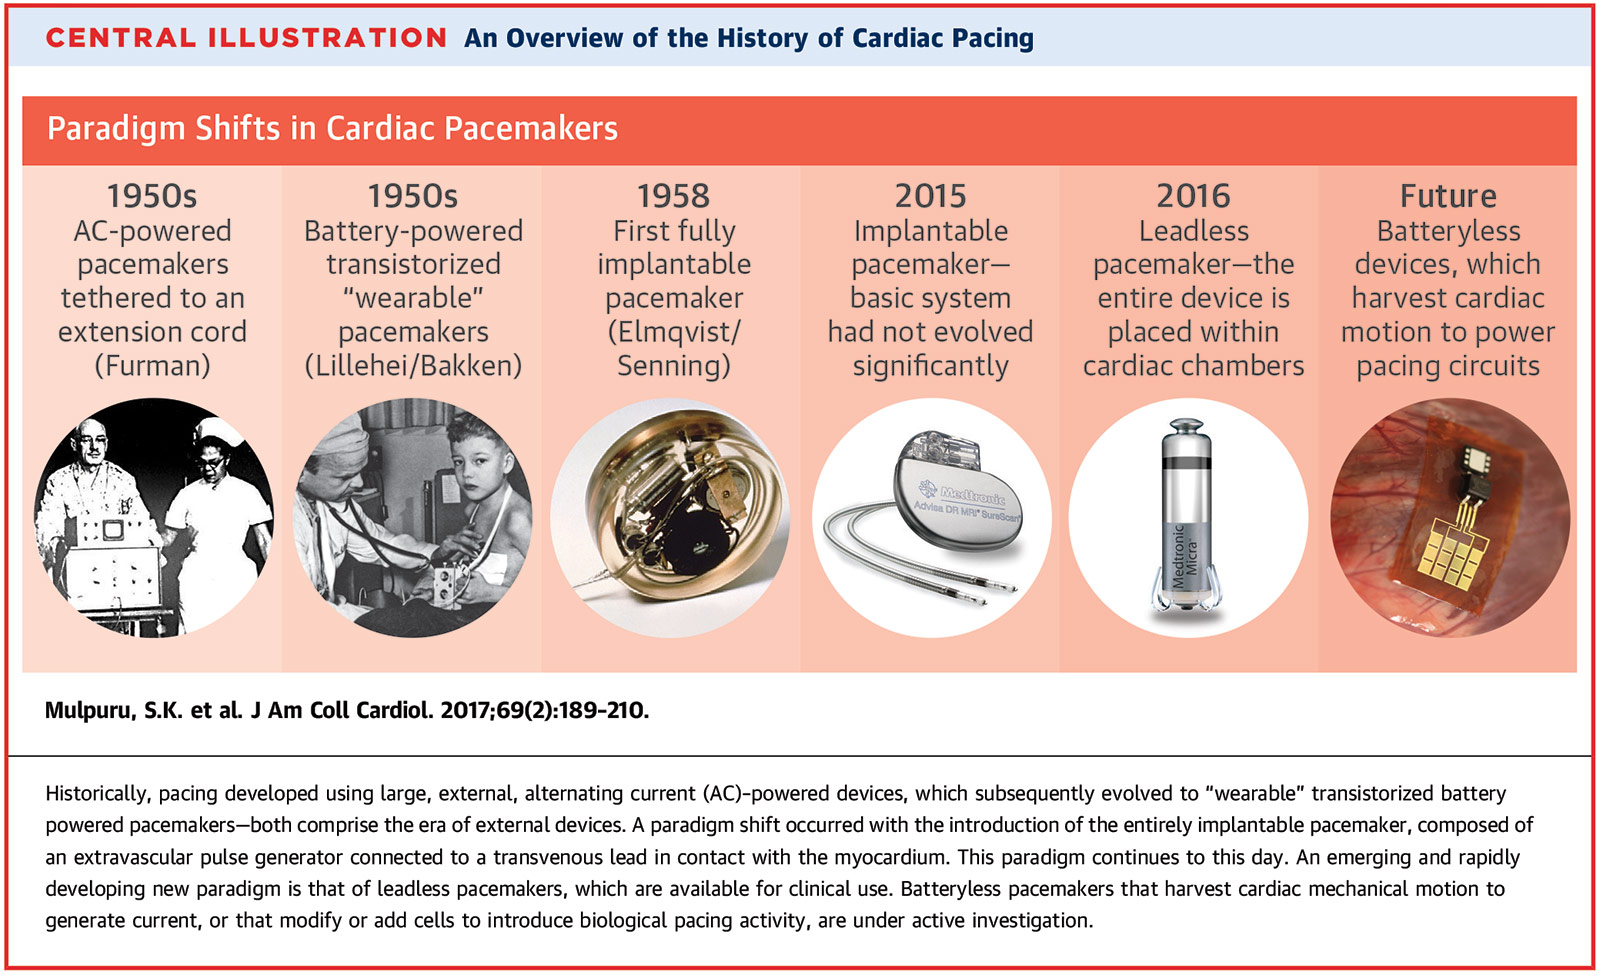 CENTRAL ILLUSTRATION An Overview of the History of Cardiac Pacing
Paradigm Shifts in Cardiac Pacemakers
1950s
AC-powered
pacemakers
tethered to an
extension cord
(Furman)
1950s
Battery-powered
transistorized
“wearable”
pacemakers
(Lillehei/Bakken)
1958
First fully
implantable
pacemaker
(Elmqvist/
Senning)
2015
Implantable
pacemaker—
basic system
had not evolved
significantly
2016
Leadless
pacemaker—the
entire device is
placed within
cardiac chambers
Future
Batteryless
devices, which
harvest cardiac
motion to power
pacing circuits
Medtronic
Advisa DR MRI™ SureScan®
Medtronic
Micra™
Mulpuru, S.K. et al. J Am Coll Cardiol. 2017;69(2):189–210.
Historically, pacing developed using large, external, alternating current (AC)–powered devices, which subsequently evolved to “wearable” transistorized battery
powered pacemakers—both comprise the era of external devices. A paradigm shift occurred with the introduction of the entirely implantable pacemaker, composed of
an extravascular pulse generator connected to a transvenous lead in contact with the myocardium. This paradigm continues to this day. An emerging and rapidly
developing new paradigm is that of leadless pacemakers, which are available for clinical use. Batteryless pacemakers that harvest cardiac mechanical motion to
generate current, or that modify or add cells to introduce biological pacing activity, are under active investigation.